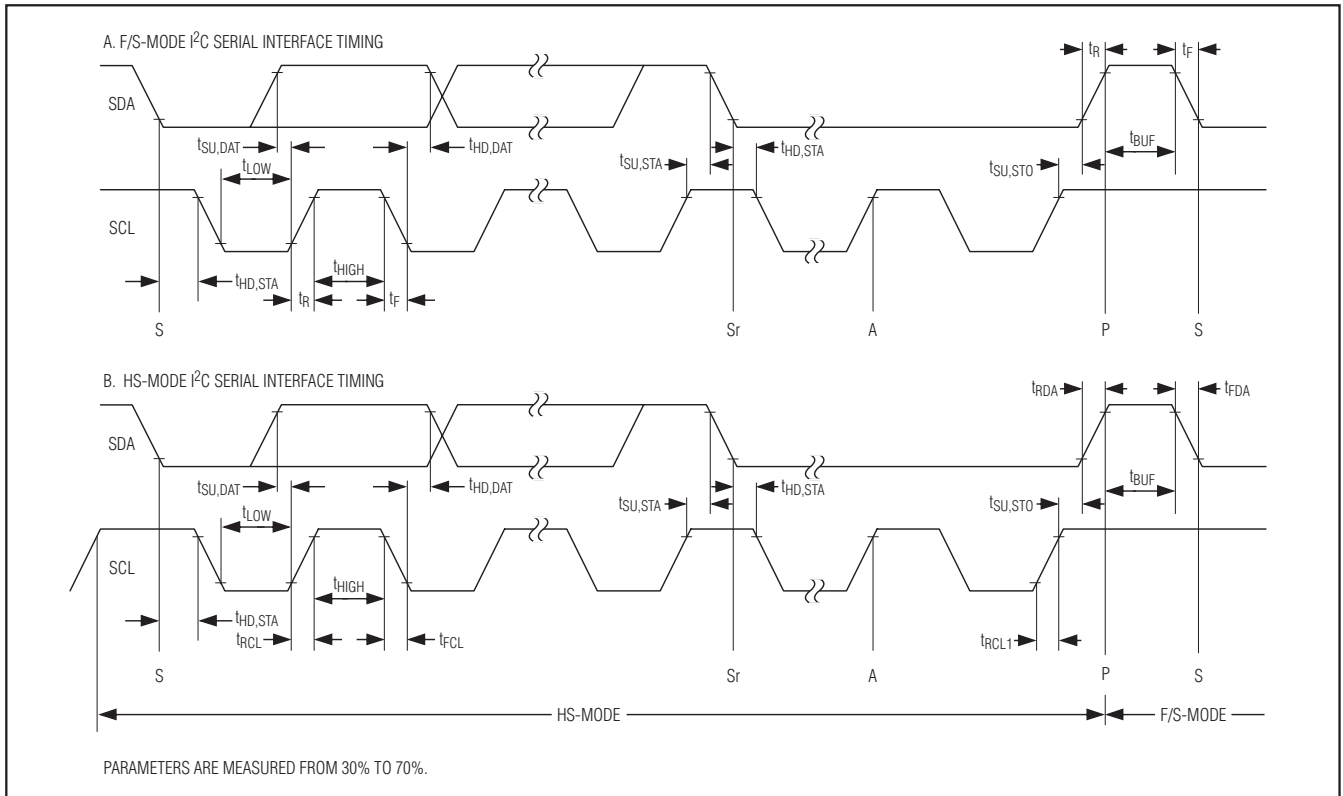 A. F/S-MODE I²C SERIAL INTERFACE TIMING
tR
tF
SDA
tSU,DAT
tHD,DAT
tSU,STA
tHD,STA
tBUF
tLOW
tSU,STO
SCL
tHIGH
tHD,STA
tR
tF
S
Sr
A
P
S
B. HS-MODE I²C SERIAL INTERFACE TIMING
tRDA
tFDA
SDA
tSU,DAT
tHD,DAT
tSU,STA
tHD,STA
tBUF
tLOW
tSU,STO
SCL
tHIGH
tHD,STA
tRCL
tFCL
tRCL1
S
Sr
A
P
S
HS-MODE
F/S-MODE
PARAMETERS ARE MEASURED FROM 30% TO 70%.